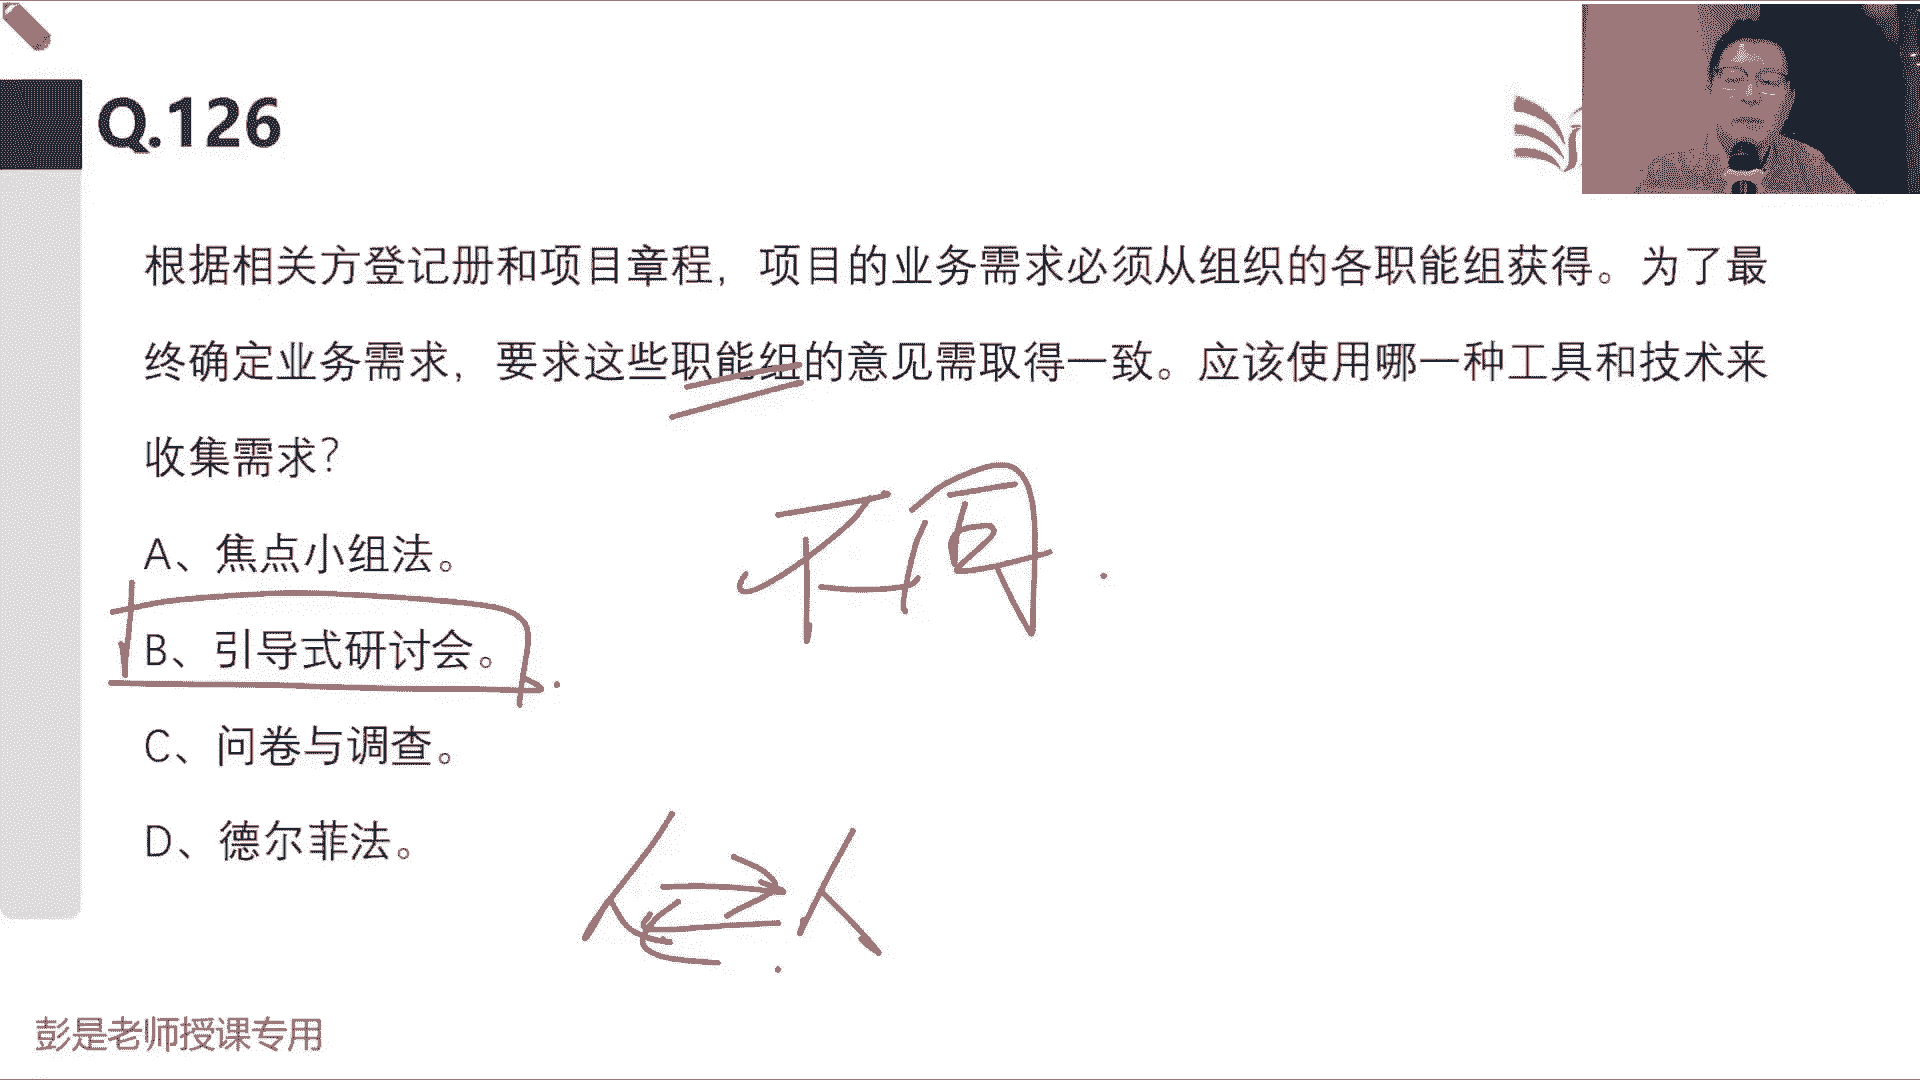 Q.126
根据相关方登记册和项目章程，项目的业务需求必须从组织的各职能组获得。为了最
终确定业务需求，要求这些职能组的意见需取得一致。应该使用哪一种工具和技术来
收集需求？
A、焦点小组法。
不同
B、引导式研讨会。
C、问卷与调查。
D、德尔菲法。
人 人
彭是老师授课专用